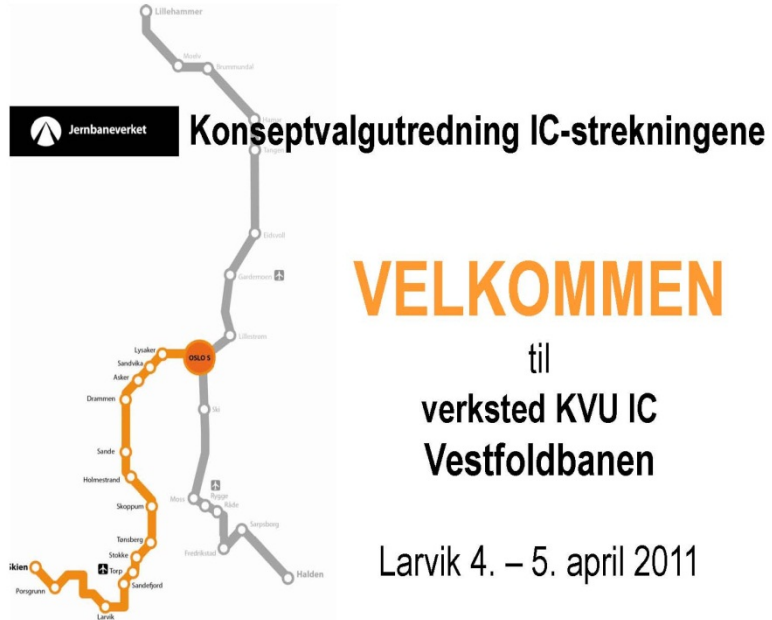 Lillehammer
Moelv
Brumunddal
Hamar
Jernbaneverket
Konseptvalgutredning IC-strekningene
Tangen
Eidsvoll
Gardermoen
VELKOMMEN
til
verksted KVU IC
Vestfoldbanen
Larvik 4. – 5. april 2011
Lillestrøm
OSLO S
Lysaker
Sandvika
Asker
Drammen
Ski
Sande
Holmestrand
Skoppum
Moss
Rygge
Råde
Sarpsborg
Fredrikstad
Halden
Tønsberg
Stokke
Torp
Sandefjord
Skien
Porsgrunn
Larvik